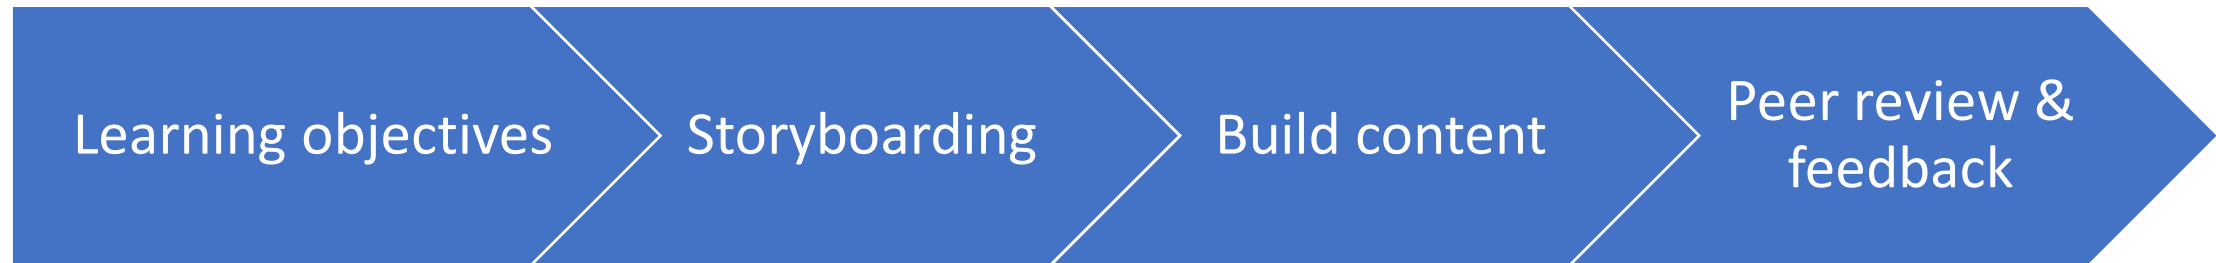 Learning objectives
Storyboarding
Build content
Peer review &
feedback